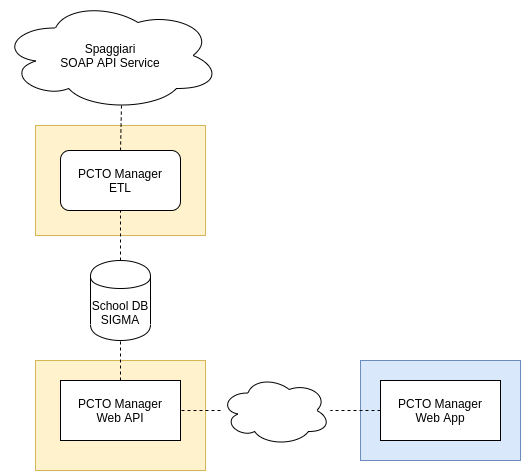 Spaggiari
SOAP API Service
PCTO Manager
ETL
School DB
SIGMA
PCTO Manager
Web API
PCTO Manager
Web App